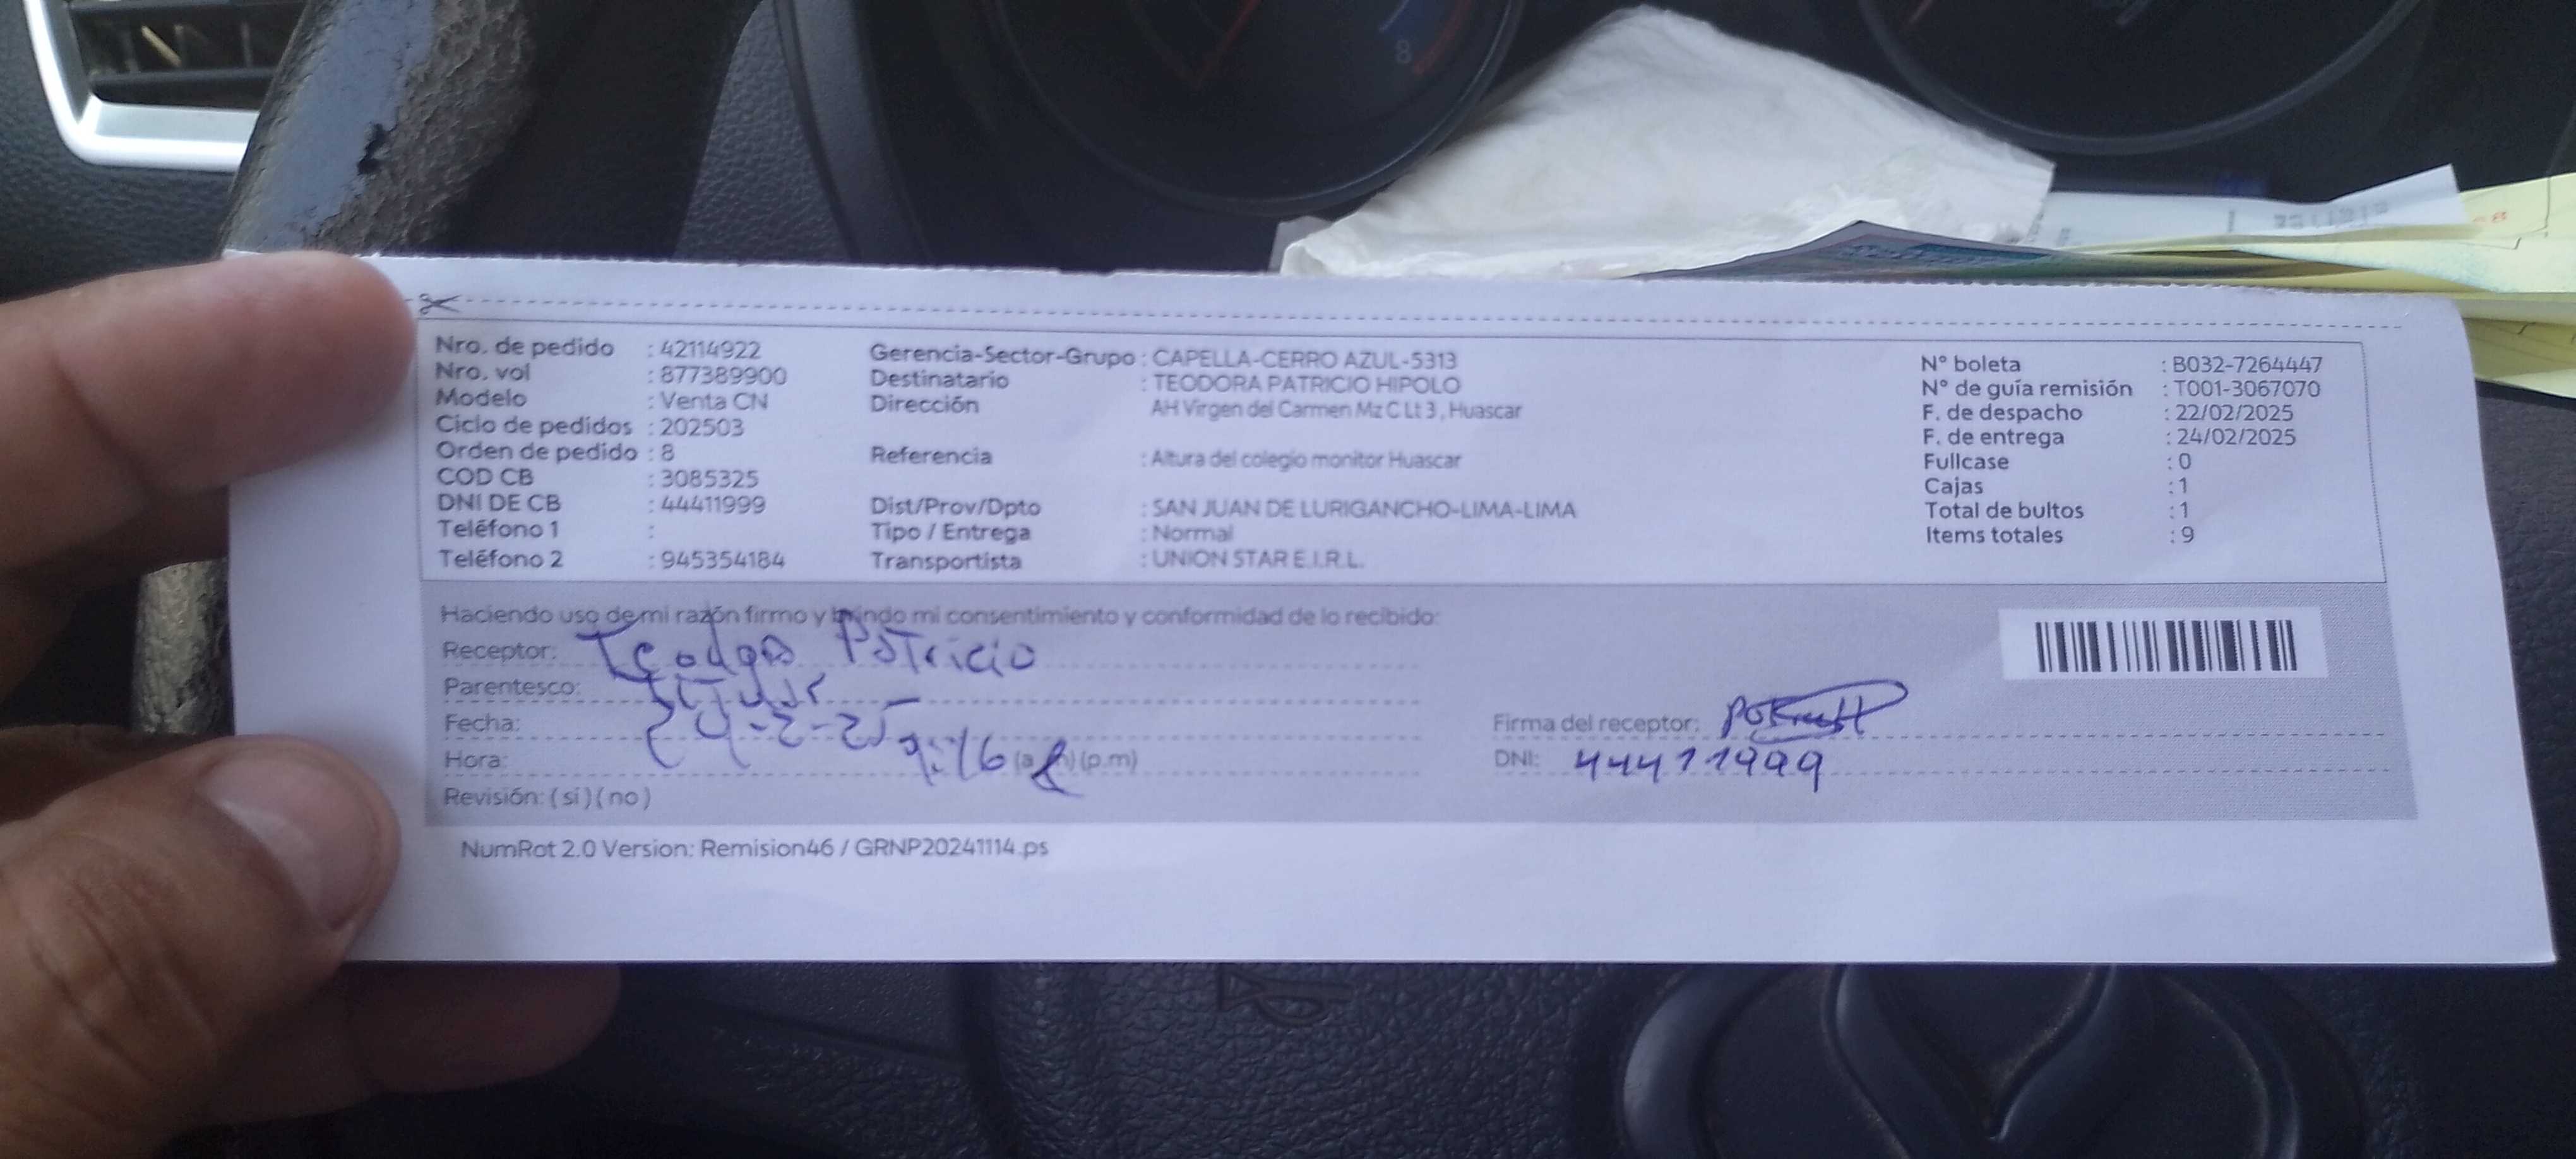 Nro. de pedido : 42114922
Nro. vol : 877389900
Modelo : Venta CN
Ciclo de pedidos : 202503
Orden de pedido : 8
COD CB : 3085325
DNI DE CB : 44411999
Teléfono 1 :
Teléfono 2 : 945354184
Gerencia-Sector-Grupo : CAPELLA-CERRO AZUL-5313
Destinatario : TEODORA PATRICIO HIPOLO
Dirección AH Virgen del Carmen Mz C Lt 3 , Huascar
Referencia : Altura del colegio monitor Huascar
Dist/Prov/Dpto : SAN JUAN DE LURIGANCHO-LIMA-LIMA
Tipo / Entrega : Normal
Transportista : UNION STAR E.I.R.L.
N° boleta : B032-7264447
N° de guía remisión : T001-3067070
F. de despacho : 22/02/2025
F. de entrega : 24/02/2025
Fullcase : 0
Cajas : 1
Total de bultos : 1
Items totales : 9
Haciendo uso de mi razón firmo y brindo mi consentimiento y conformidad de lo recibido:
Receptor: Patricio
Parentesco:
Fecha: 24-2-25
Hora: (p.m)
Revisión: ( si ) ( no )
Firma del receptor:
DNI: 44411999
NumRot 2.0 Version: Remision46 / GRNP20241114.ps
8